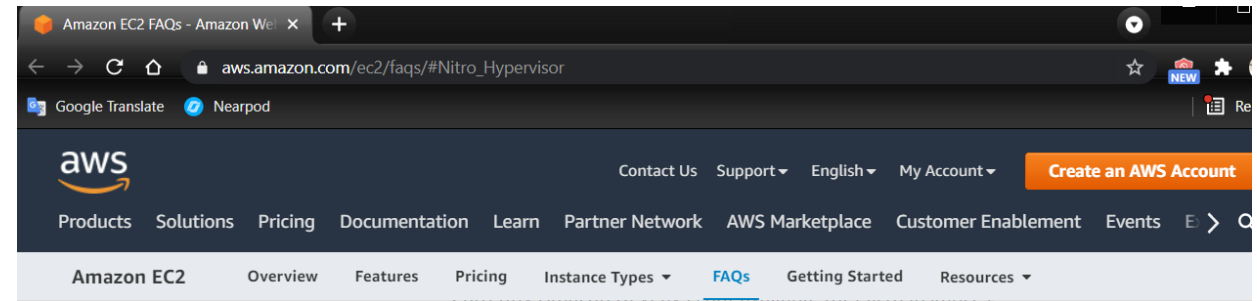 Amazon EC2 FAQs - Amazon We
aws.amazon.com/ec2/faqs/#Nitro_Hypervisor
NEW
Google Translate Nearpod Re
aws
Contact Us Support English My Account Create an AWS Account
Products Solutions Pricing Documentation Learn Partner Network AWS Marketplace Customer Enablement Events
Amazon EC2 Overview Features Pricing Instance Types FAQs Getting Started Resources